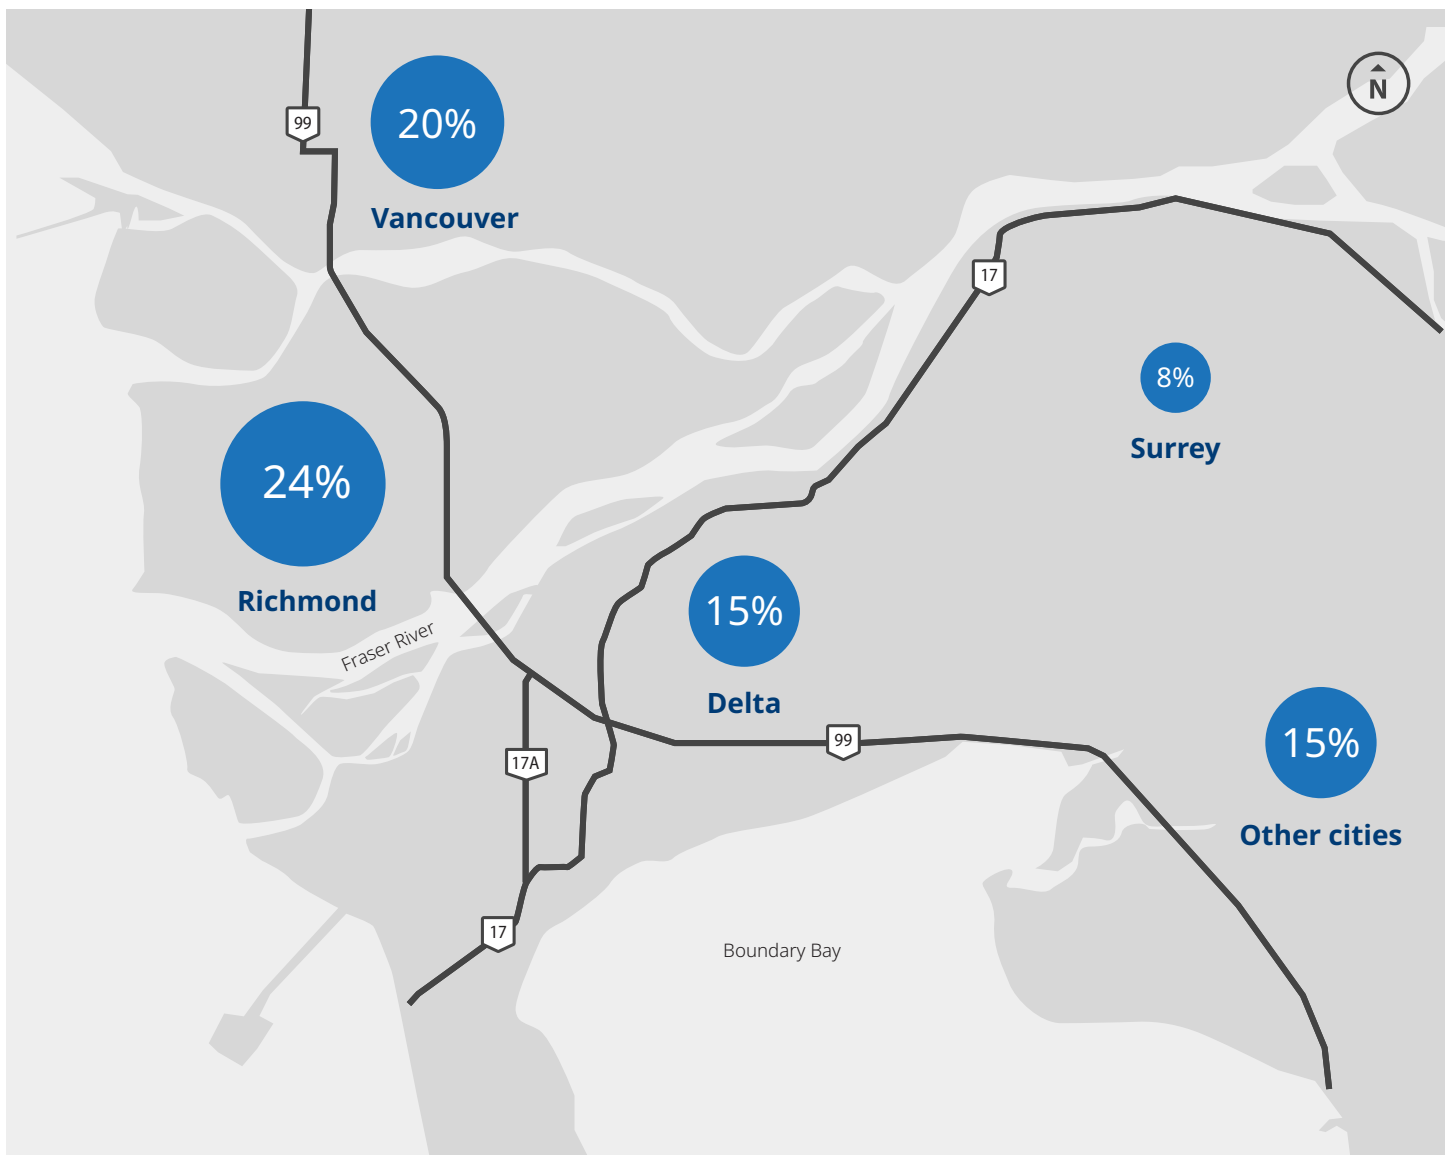 N
99
20%
Vancouver
17
8%
Surrey
24%
Richmond
Fraser River
15%
Delta
99
17A
15%
Other cities
17
Boundary Bay